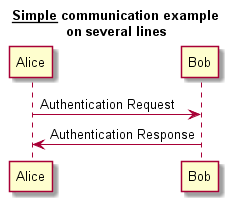 Simple communication example
on several lines
Alice Bob
Authentication Request
Authentication Response
Alice Bob